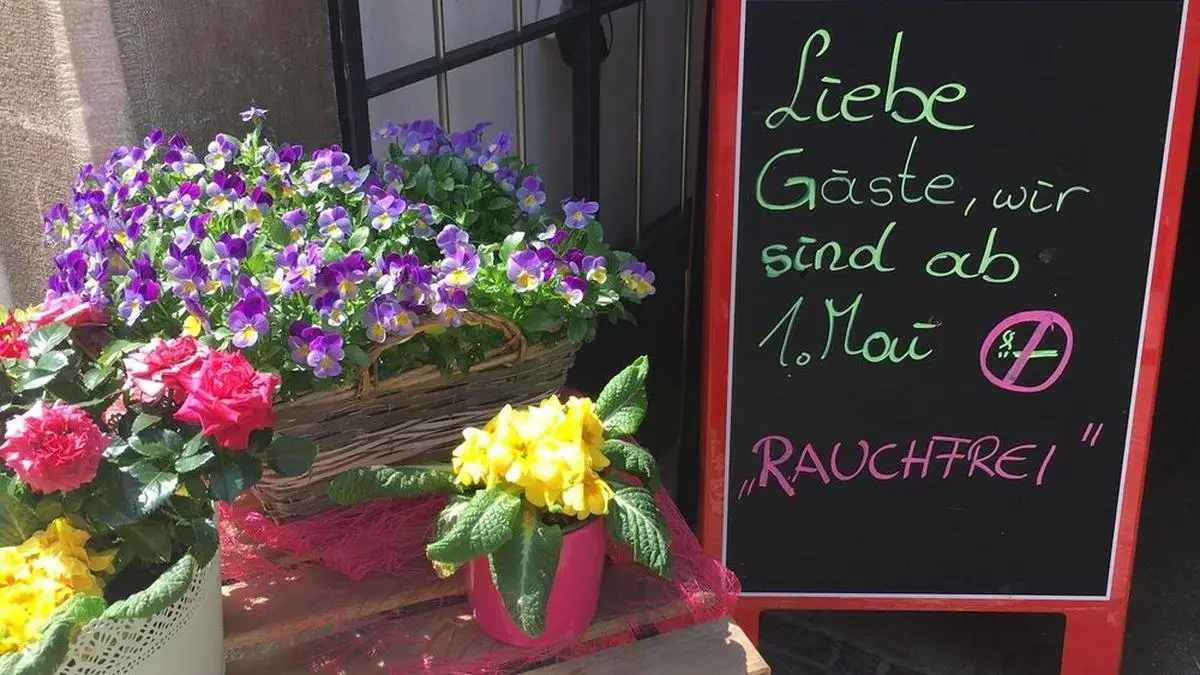 Liebe
Gäste, wir
sind ab
1. Mai
„RAUCHFREI"